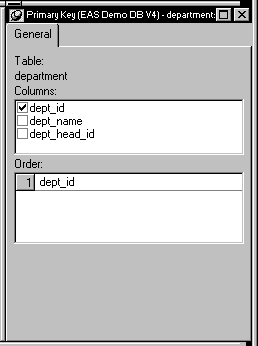 Primary Key (EAS Demo DB V4) - department:
General
Table:
department
Columns:
dept_id
dept_name
dept_head_id
Order:
1 dept_id